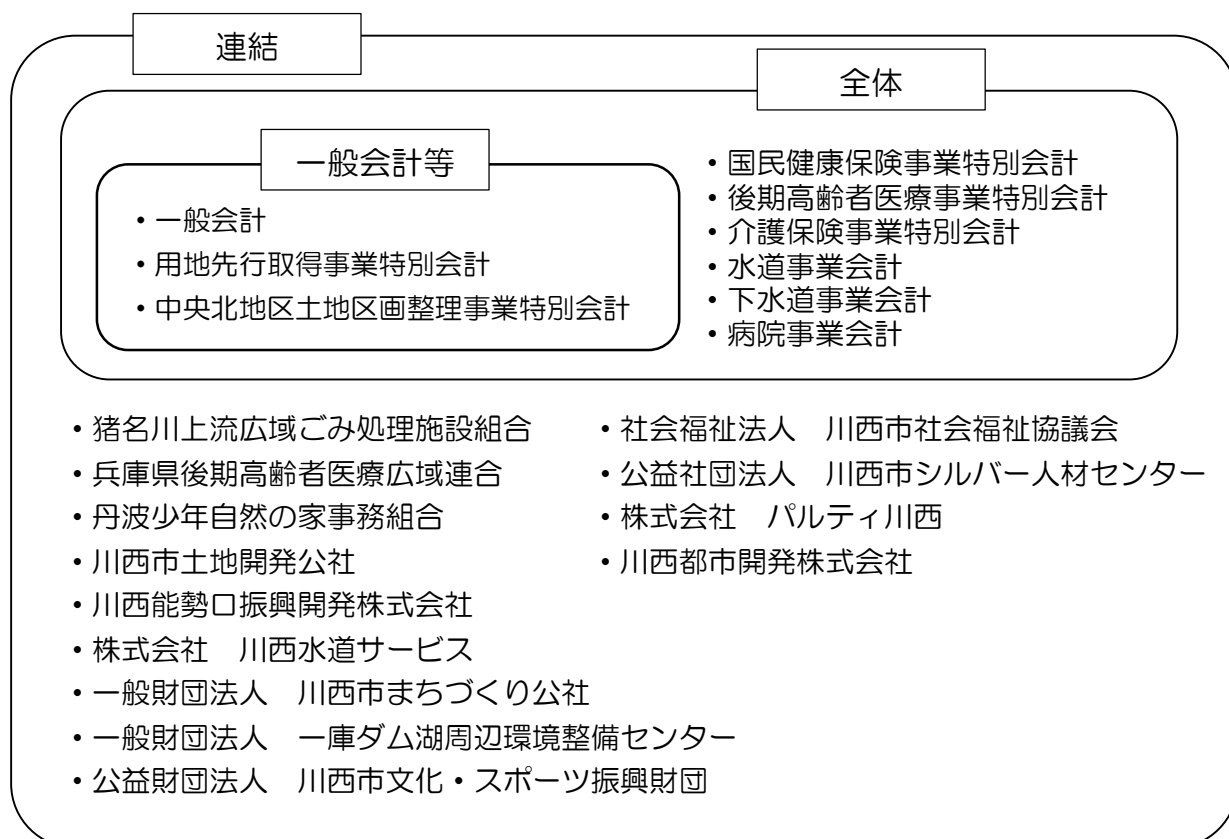 連結
全体
一般会計等
・一般会計
・用地先行取得事業特別会計
・中央北地区土地区画整理事業特別会計
・国民健康保険事業特別会計
・後期高齢者医療事業特別会計
・介護保険事業特別会計
・水道事業会計
・下水道事業会計
・病院事業会計
・猪名川上流広域ごみ処理施設組合
・兵庫県後期高齢者医療広域連合
・丹波少年自然の家事務組合
・川西市土地開発公社
・川西能勢口振興開発株式会社
・株式会社　川西水道サービス
・一般財団法人　川西市まちづくり公社
・一般財団法人　一庫ダム湖周辺環境整備センター
・公益財団法人　川西市文化・スポーツ振興財団
・社会福祉法人　川西市社会福祉協議会
・公益社団法人　川西市シルバー人材センター
・株式会社　パルティ川西
・川西都市開発株式会社